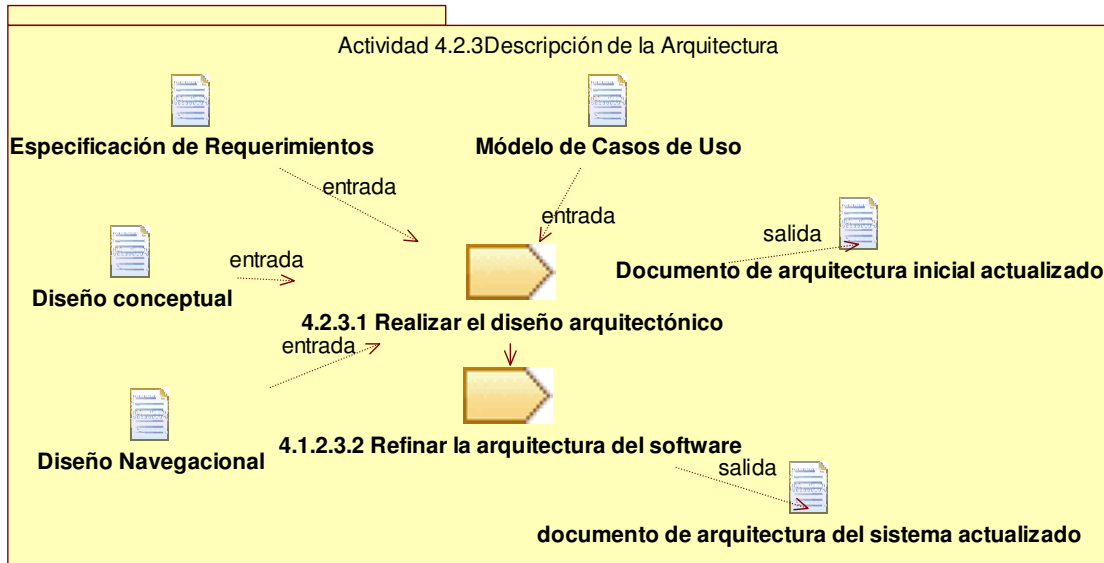 Actividad 4.2.3Descripción de la Arquitectura
Especificación de Requerimientos
Módelo de Casos de Uso
entrada
entrada
salida
entrada
Documento de arquitectura inicial actualizado
Diseño conceptual
4.2.3.1 Realizar el diseño arquitectónico
entrada
4.1.2.3.2 Refinar la arquitectura del software
Diseño Navegacional
salida
documento de arquitectura del sistema actualizado